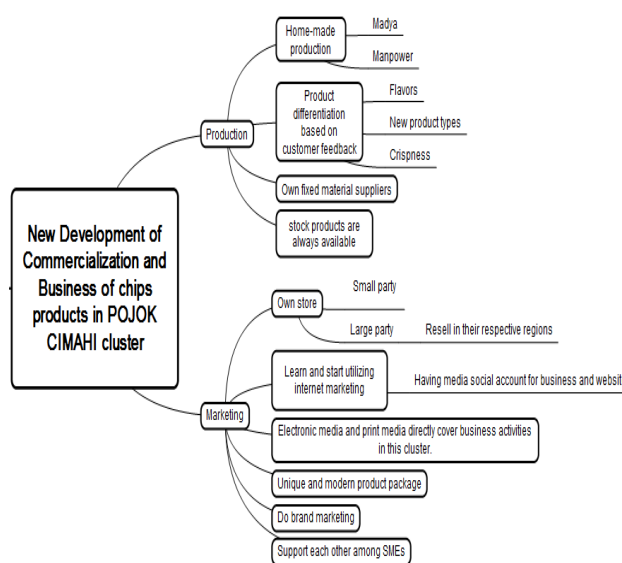 New Development of
Commercialization and
Business of chips
products in POJOK
CIMAHI cluster
Production
Home-made
production
Madya
Manpower
Product
differentiation
based on
customer feedback
Flavors
New product types
Crispness
Own fixed material suppliers
stock products are
always available
Marketing
Own store
Small party
Large party
Resell in their respective regions
Learn and start utilizing
internet marketing
Having media social account for business and websit
Electronic media and print media directly cover business activities
in this cluster.
Unique and modern product package
Do brand marketing
Support each other among SMEs